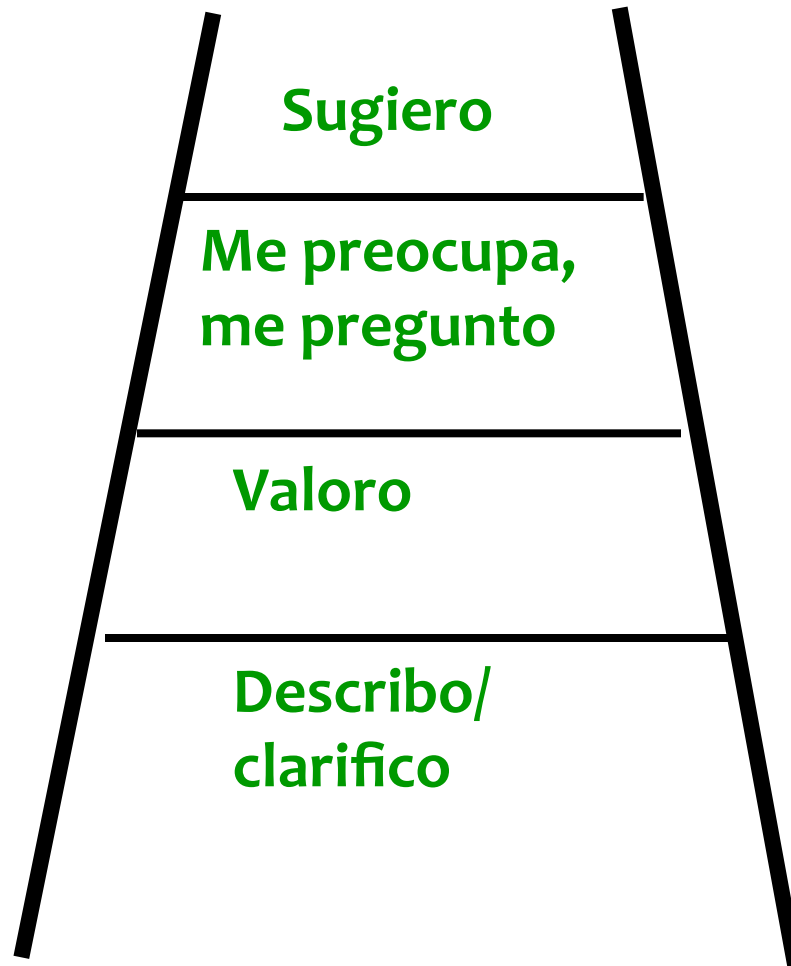 Sugiero
Me preocupa,
me pregunto
Valoro
Describo/
clarifico